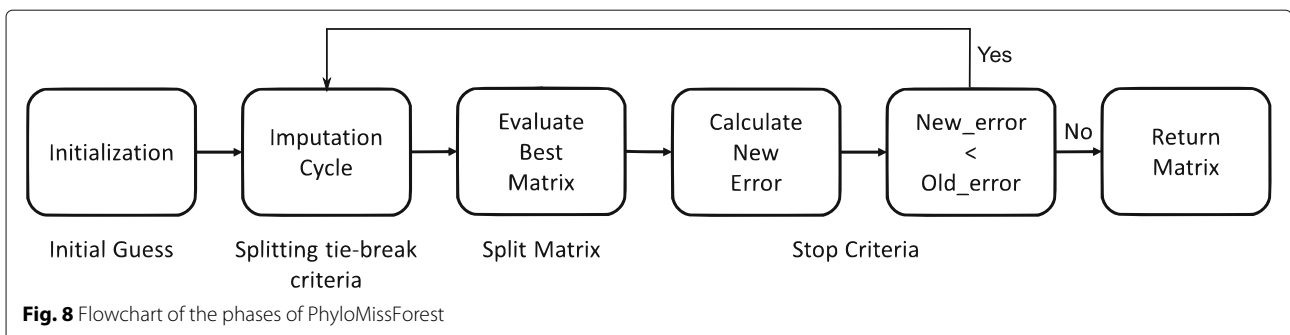 Yes
Initialization
Imputation
Cycle
Evaluate
Best
Matrix
Calculate
New
Error
New_error
<
Old_error
No
Return
Matrix
Initial Guess
Splitting tie-break
criteria
Split Matrix
Stop Criteria
Fig. 8 Flowchart of the phases of PhyloMissForest